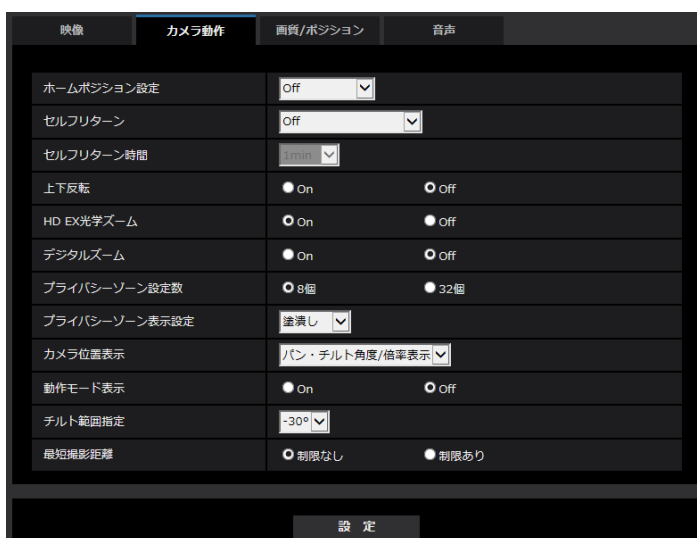 映像 カメラ動作 画質/ポジション 音声
ホームポジション設定 Off
セルフリターン Off
セルフリターン時間 1min
上下反転 On Off
HD EX光学ズーム On Off
デジタルズーム On Off
プライバシーゾーン設定数 8個 32個
プライバシーゾーン表示設定 塗潰し
カメラ位置表示 パン・チルト角度/倍率表示
動作モード表示 On Off
チルト範囲指定 -30°
最短撮影距離 制限なし 制限あり
設 定